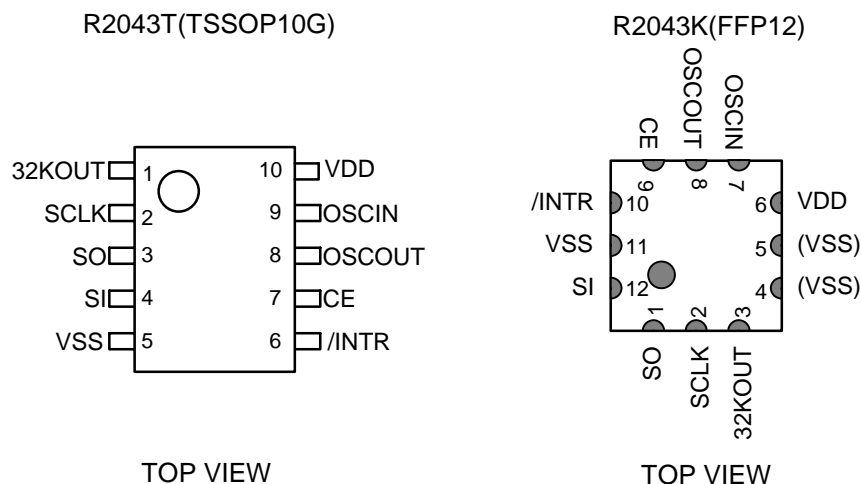 R2043T(TSSOP10G)
32KOUT 1 10 VDD
SCLK 2 9 OSCIN
SO 3 8 OSCOUT
SI 4 7 CE
VSS 5 6 /INTR
TOP VIEW
R2043K(FFP12)
CE OSCOUT OSCIN
9 8 7
/INTR 10 6 VDD
VSS 11 5 (VSS)
SI 12 4 (VSS)
1 2 3
SO SCLK 32KOUT
TOP VIEW